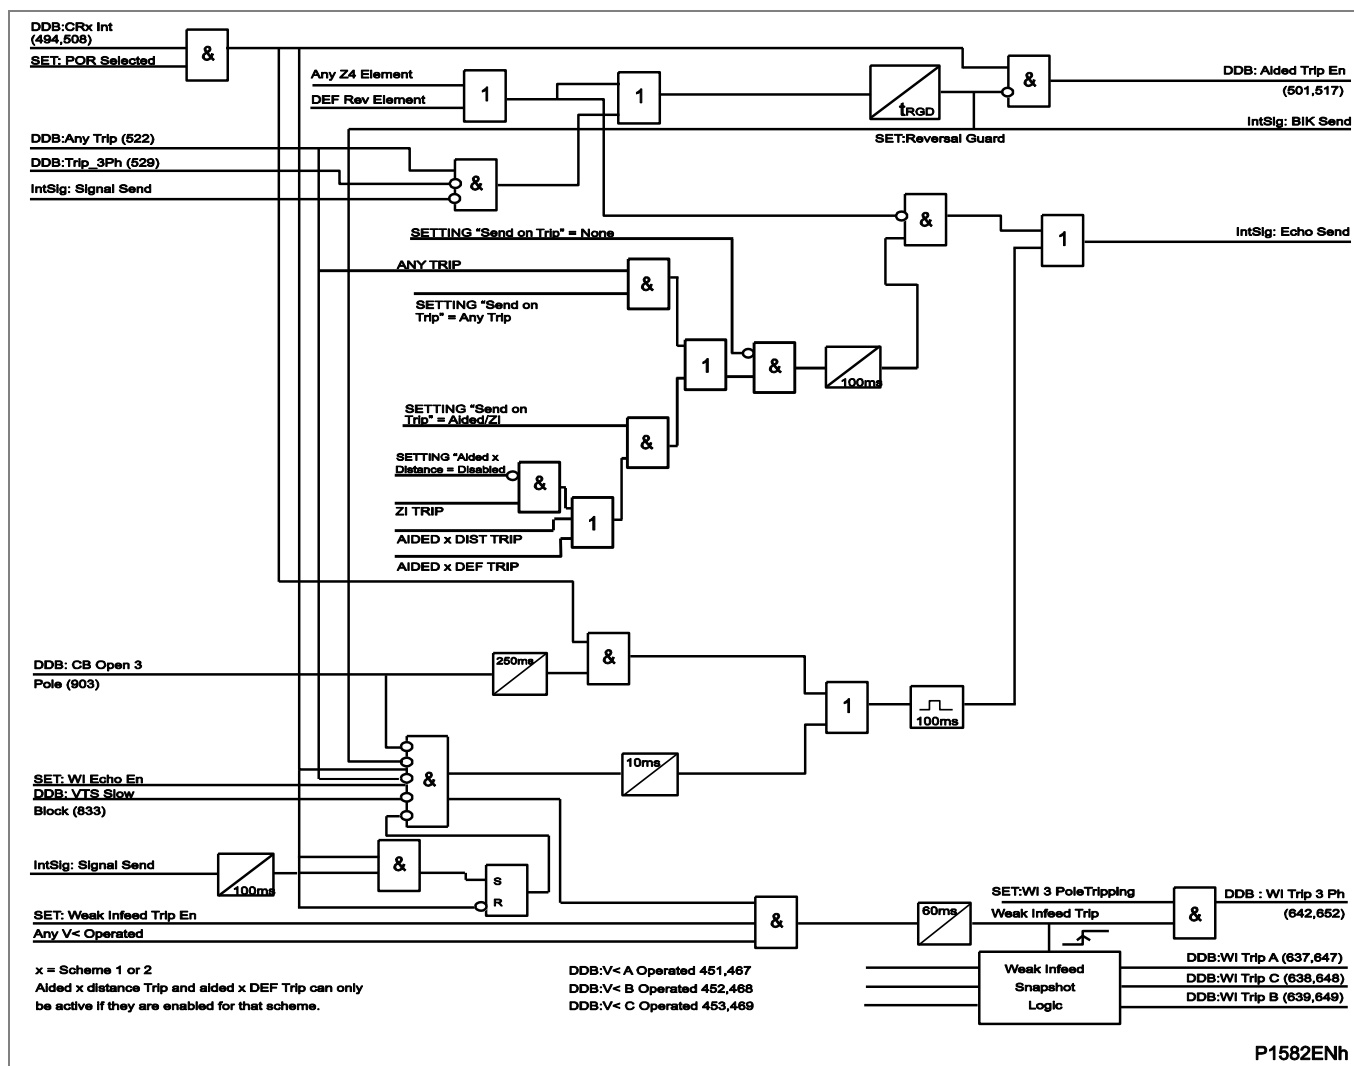 DDB:CRx Int
(494,508)
SET: POR Selected
&
Any Z4 Element
DEF Rev Element
1
1
tRGD
SET:Reversal Guard
&
DDB: Aided Trip En
(501,517)
IntSig: BIK Send
DDB:Any Trip (522)
DDB:Trip_3Ph (529)
IntSig: Signal Send
&
SETTING "Send on Trip" = None
&
1
IntSig: Echo Send
ANY TRIP
&
SETTING "Send on
Trip" = Any Trip
1
&
100ms
SETTING "Send on
Trip" = Aided/ZI
&
SETTING "Aided x
Distance = Disabled
&
ZI TRIP
1
AIDED x DIST TRIP
AIDED x DEF TRIP
DDB: CB Open 3
Pole (903)
250ms
&
1
100ms
&
10ms
SET: WI Echo En
DDB: VTS Slow
Block (833)
IntSig: Signal Send
100ms
&
S
R
SET: Weak Infeed Trip En
Any V< Operated
&
60ms
SET:WI 3 PoleTripping
Weak Infeed Trip
&
DDB : WI Trip 3 Ph
(642,652)
x = Scheme 1 or 2
Aided x distance Trip and aided x DEF Trip can only
be active if they are enabled for that scheme.
DDB:V< A Operated 451,467
DDB:V< B Operated 452,468
DDB:V< C Operated 453,469
Weak Infeed
Snapshot
Logic
DDB:WI Trip A (637,647)
DDB:WI Trip C (638,648)
DDB:WI Trip B (639,649)
P1582ENh